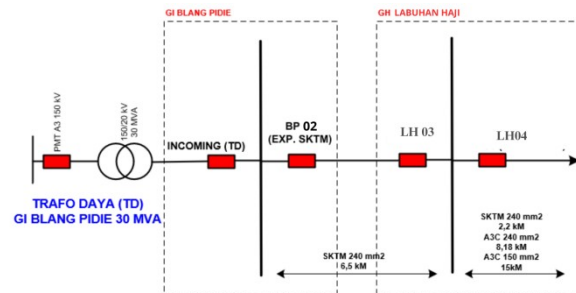 GI BLANG PIDIE
GH LABUHAN HAJI
PMT A3 150 kV
150/20 kV
30 MVA
INCOMING (TD)
BP 02
(EXP. SKTM)
LH 03
LH04
TRAFO DAYA (TD)
GI BLANG PIDIE 30 MVA
SKTM 240 mm2
6,5 kM
SKTM 240 mm2
2,2 kM
A3C 240 mm2
8,18 kM
A3C 150 mm2
15kM